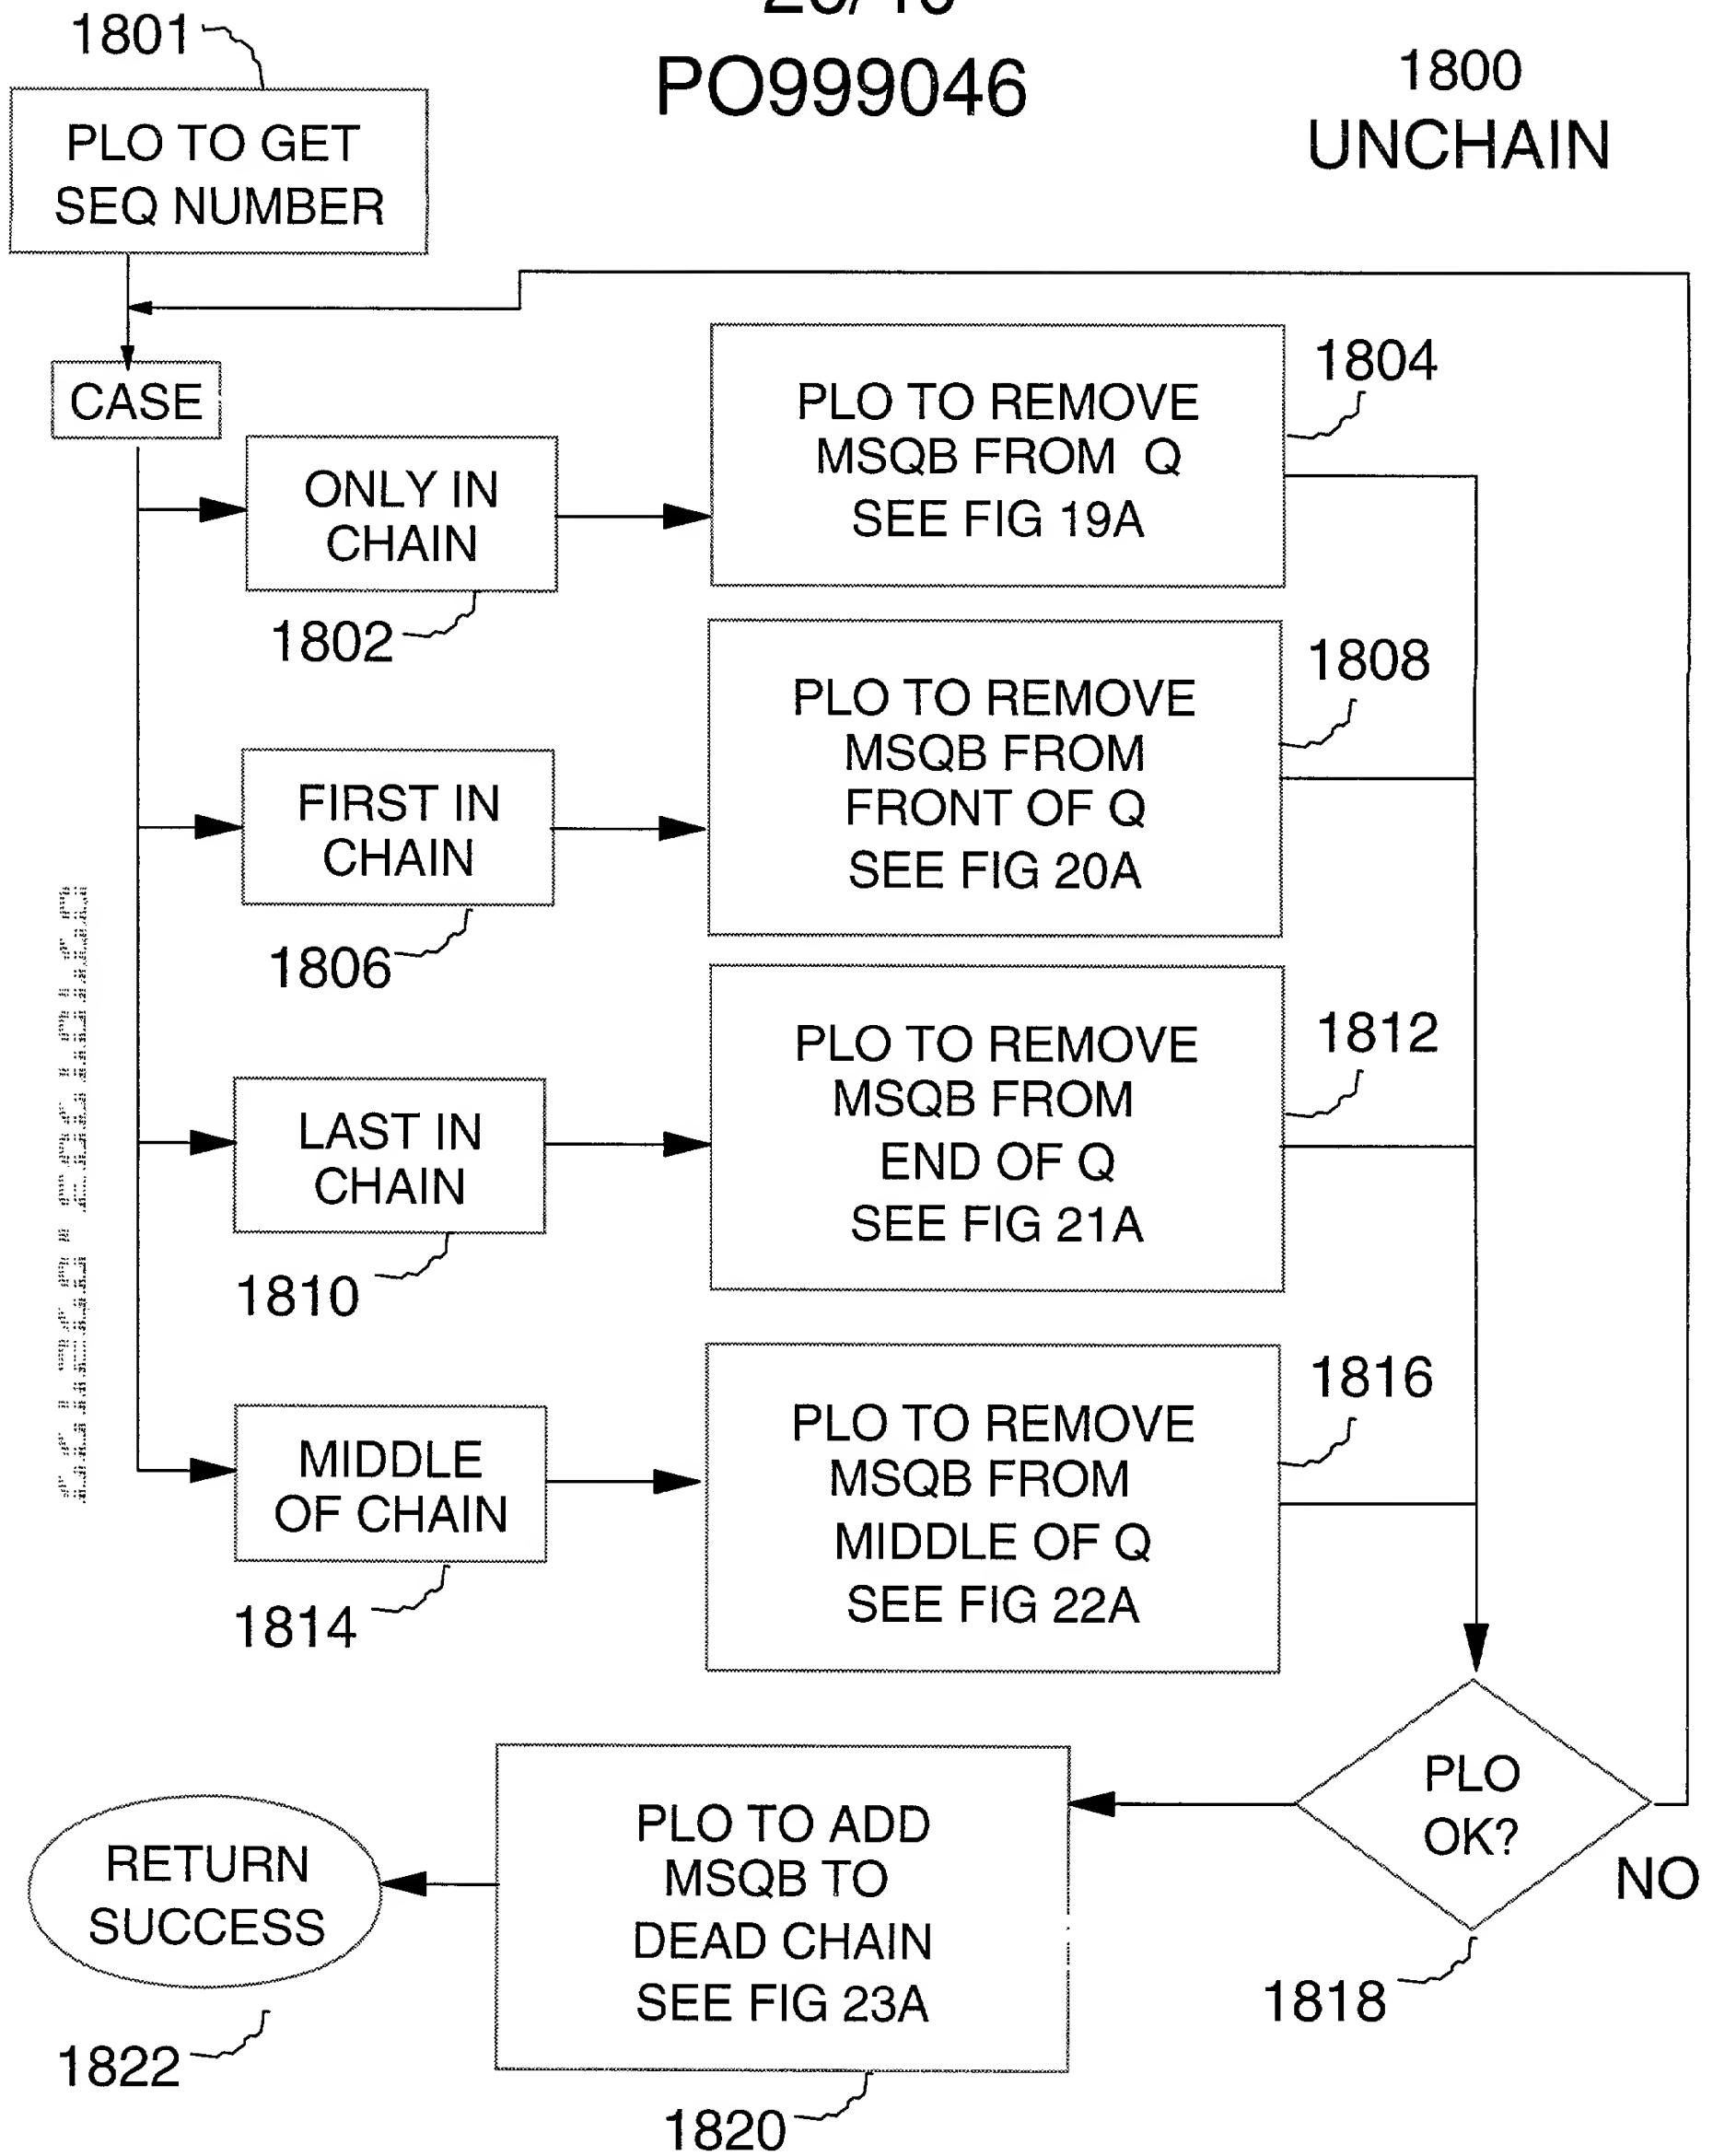 1801
PO999046
1800
UNCHAIN
PLO TO GET
SEQ NUMBER
CASE
ONLY IN
CHAIN
1802
PLO TO REMOVE
MSQB FROM Q
SEE FIG 19A
1804
FIRST IN
CHAIN
1806
PLO TO REMOVE
MSQB FROM
FRONT OF Q
SEE FIG 20A
1808
LAST IN
CHAIN
1810
PLO TO REMOVE
MSQB FROM
END OF Q
SEE FIG 21A
1812
MIDDLE
OF CHAIN
1814
PLO TO REMOVE
MSQB FROM
MIDDLE OF Q
SEE FIG 22A
1816
PLO
OK?
NO
1818
PLO TO ADD
MSQB TO
DEAD CHAIN
SEE FIG 23A
1820
RETURN
SUCCESS
1822